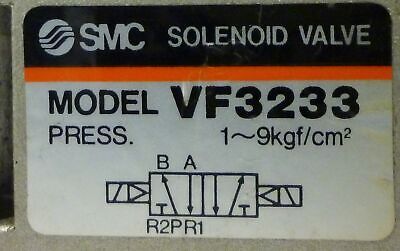 SMC SOLENOID VALVE
MODEL VF3233
PRESS. 1~9kgf/cm²
B A
R2PR1